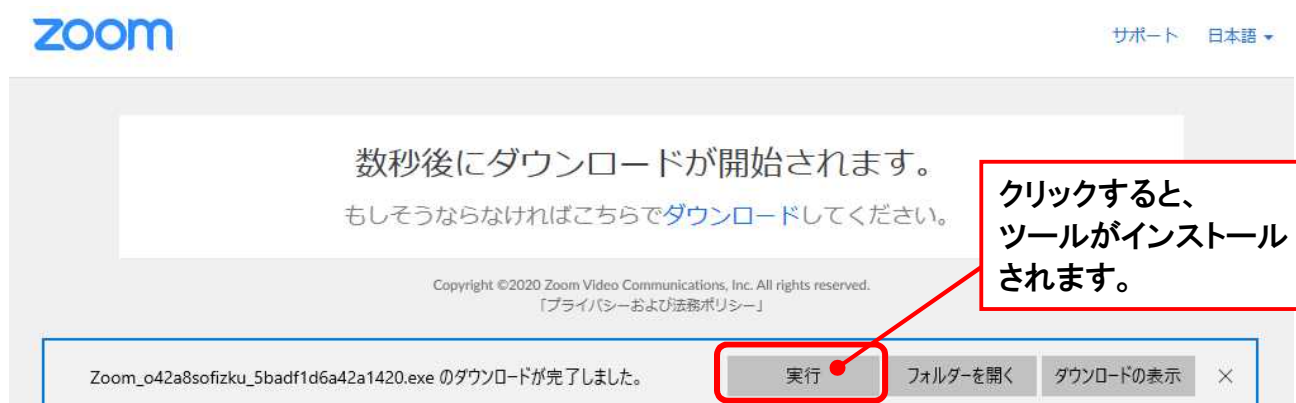 zoom
サポート 日本語
数秒後にダウンロードが開始されます。
もしそうならなければこちらでダウンロードしてください。
クリックすると、
ツールがインストール
されます。
Copyright ©2020 Zoom Video Communications, Inc. All rights reserved.
「プライバシーおよび法務ポリシー」
Zoom_o42a8sofizku_5badf1d6a42a1420.exe のダウンロードが完了しました。 実行 フォルダーを開く ダウンロードの表示 ×